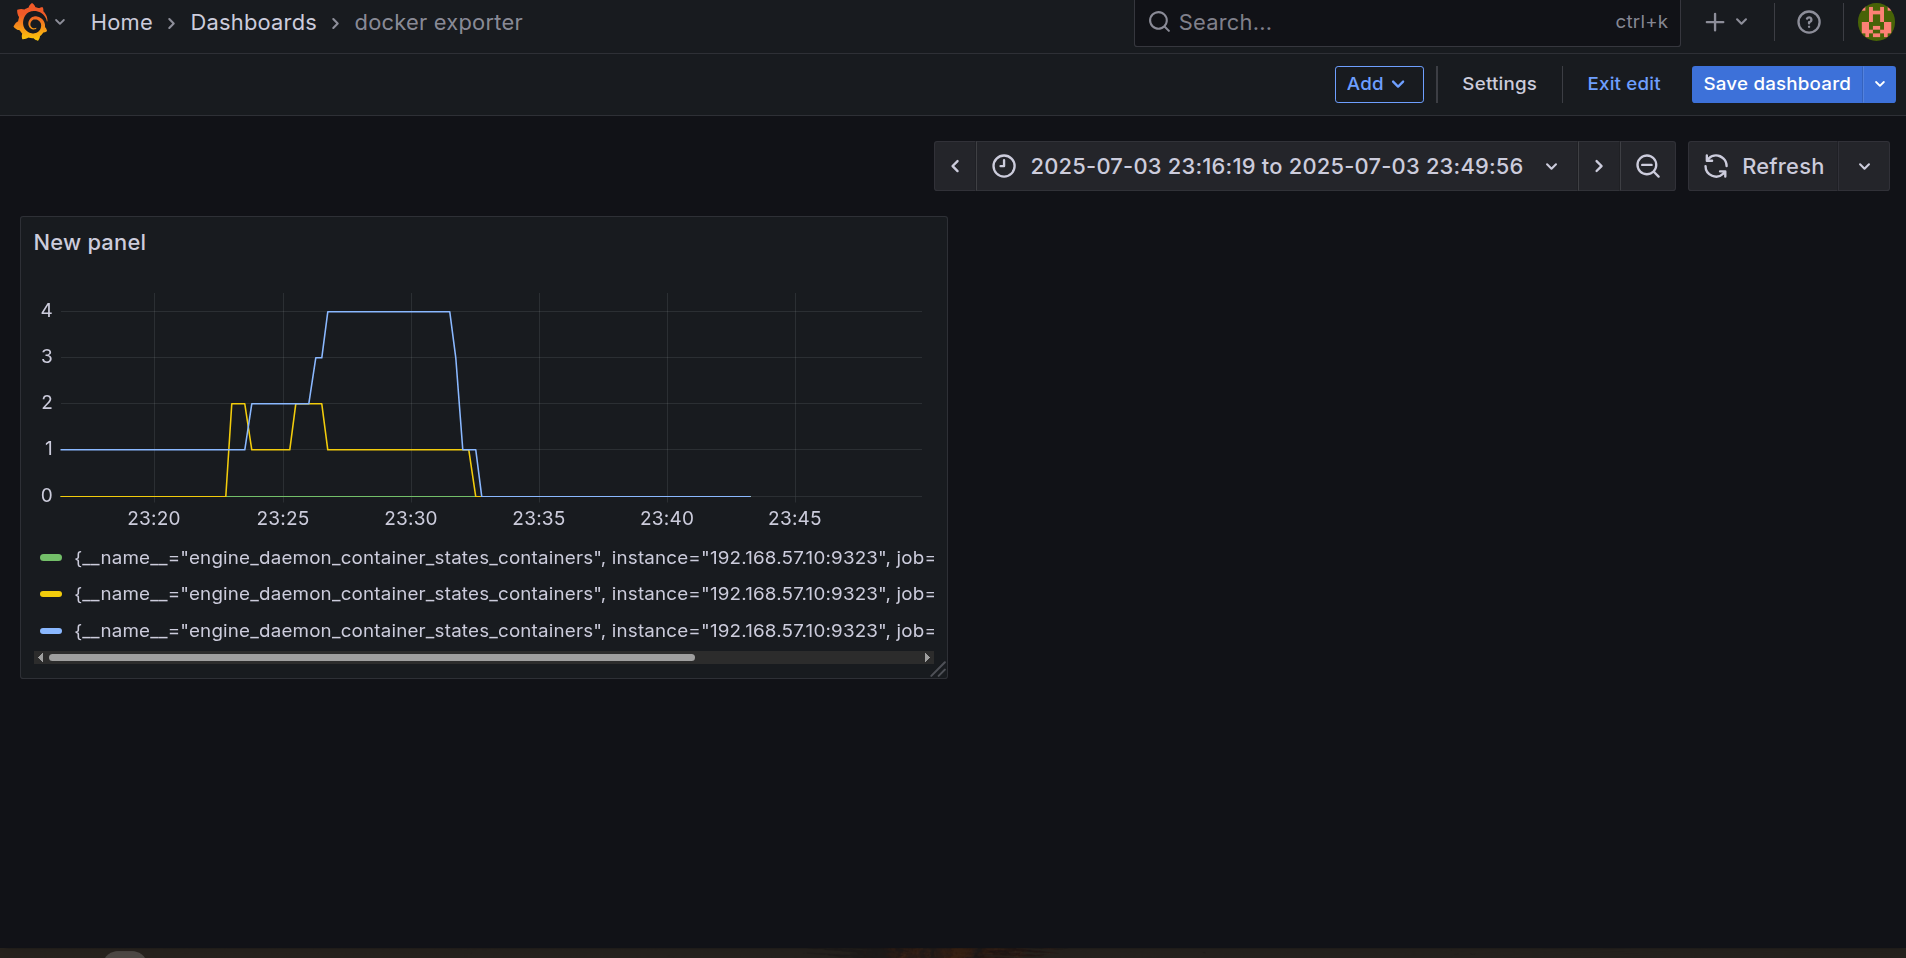 Home > Dashboards > docker exporter
Search... ctrl+k
Add Settings Exit edit Save dashboard
2025-07-03 23:16:19 to 2025-07-03 23:49:56 Refresh
New panel
4
3
2
1
0
23:20 23:25 23:30 23:35 23:40 23:45
{__name__="engine_daemon_container_states_containers", instance="192.168.57.10:9323", job=
{__name__="engine_daemon_container_states_containers", instance="192.168.57.10:9323", job=
{__name__="engine_daemon_container_states_containers", instance="192.168.57.10:9323", job=